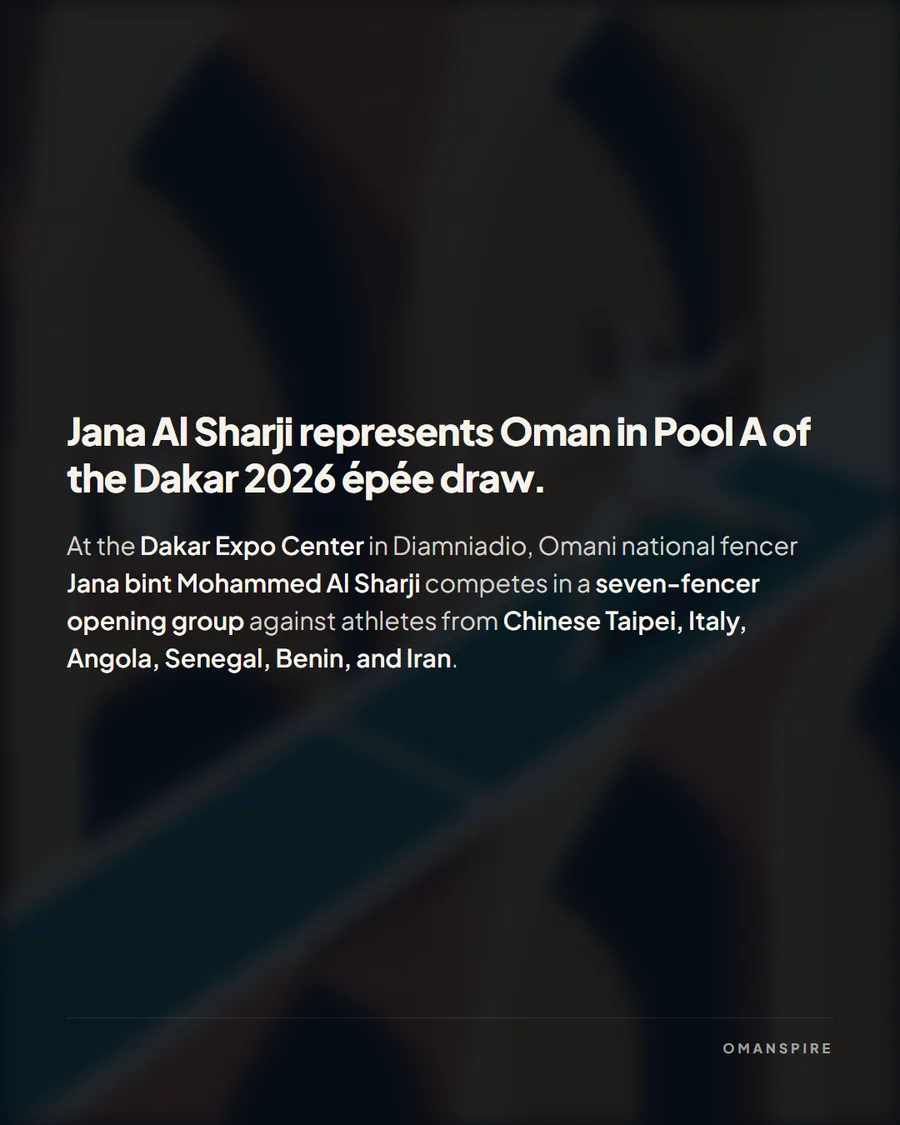 Jana Al Sharji represents Oman in Pool A of
the Dakar 2026 épée draw.
At the Dakar Expo Center in Diamniadio, Omani national fencer
Jana bint Mohammed Al Sharji competes in a seven-fencer
opening group against athletes from Chinese Taipei, Italy,
Angola, Senegal, Benin, and Iran.
OMANSPIRE